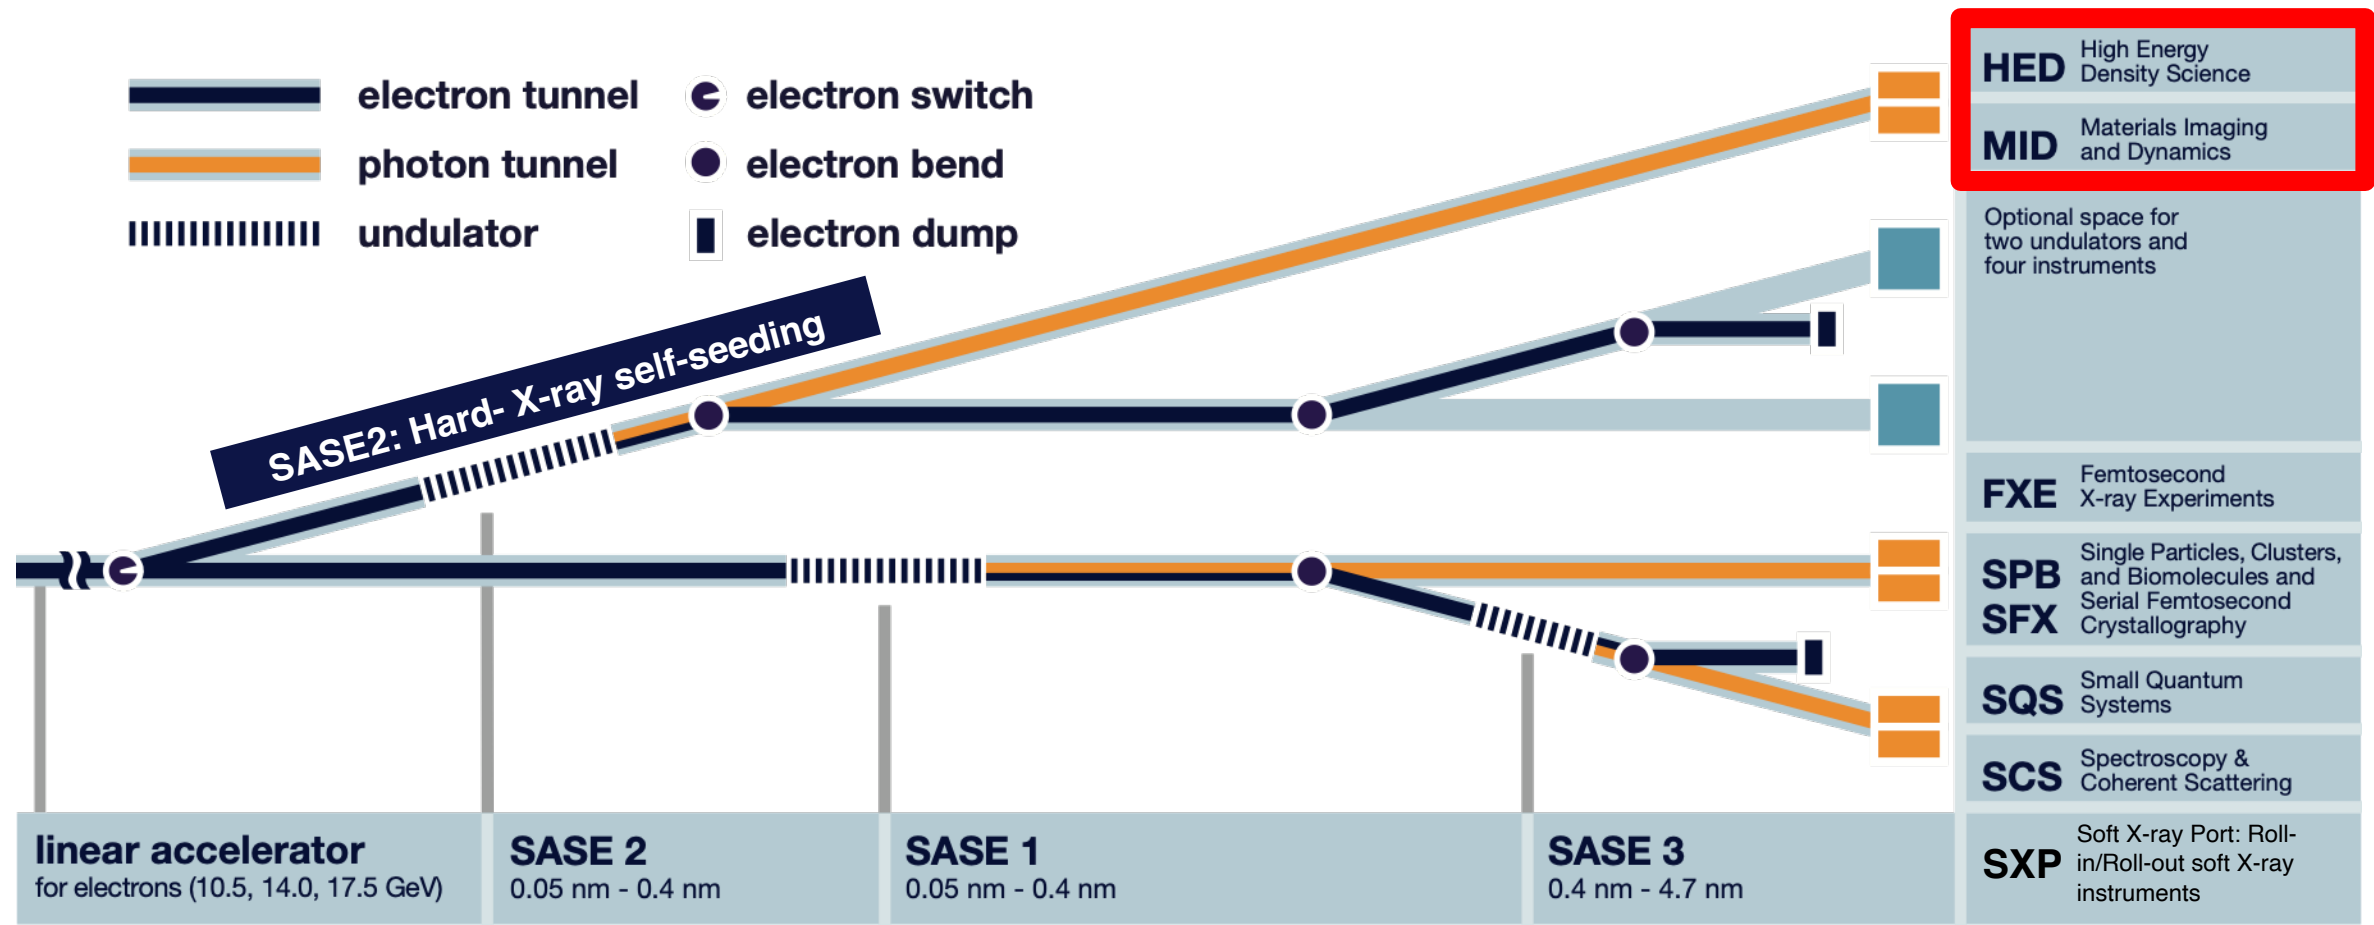 electron tunnel
electron switch
photon tunnel
electron bend
undulator
electron dump
SASE2: Hard- X-ray self-seeding
HED
High Energy
Density Science
MID
Materials Imaging
and Dynamics
Optional space for
two undulators and
four instruments
FXE
Femtosecond
X-ray Experiments
SPB
SFX
Single Particles, Clusters,
and Biomolecules and
Serial Femtosecond
Crystallography
SQS
Small Quantum
Systems
SCS
Spectroscopy &
Coherent Scattering
SXP
Soft X-ray Port: Roll-
in/Roll-out soft X-ray
instruments
linear accelerator
for electrons (10.5, 14.0, 17.5 GeV)
SASE 2
0.05 nm - 0.4 nm
SASE 1
0.05 nm - 0.4 nm
SASE 3
0.4 nm - 4.7 nm